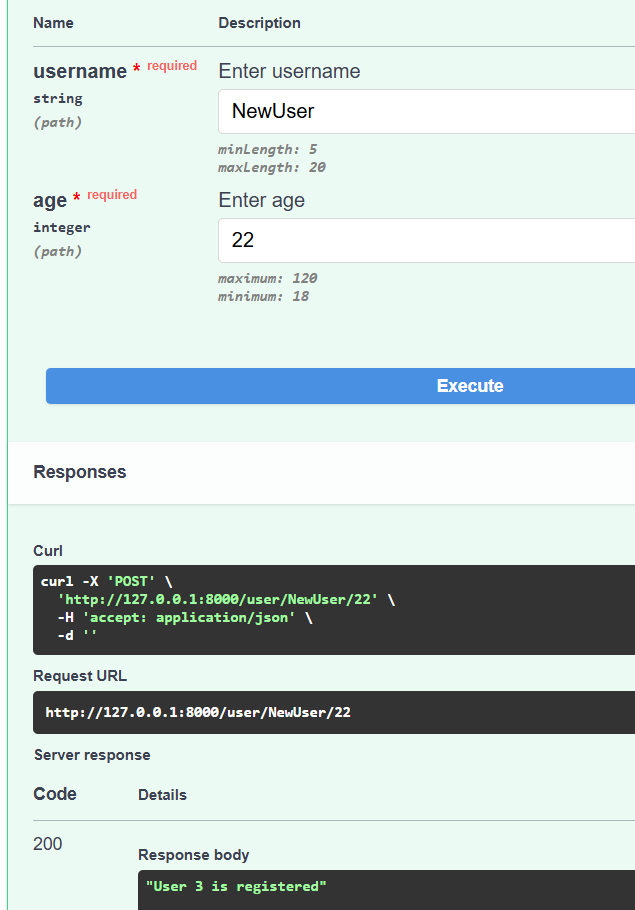 Name Description
username * required Enter username
string NewUser
(path)
minLength: 5
maxLength: 20
age * required Enter age
integer 22
(path)
maximum: 120
minimum: 18
Execute
Responses
Curl
curl -X 'POST' \
'http://127.0.0.1:8000/user/NewUser/22' \
-H 'accept: application/json' \
-d ''
Request URL
http://127.0.0.1:8000/user/NewUser/22
Server response
Code Details
200
Response body
"User 3 is registered"